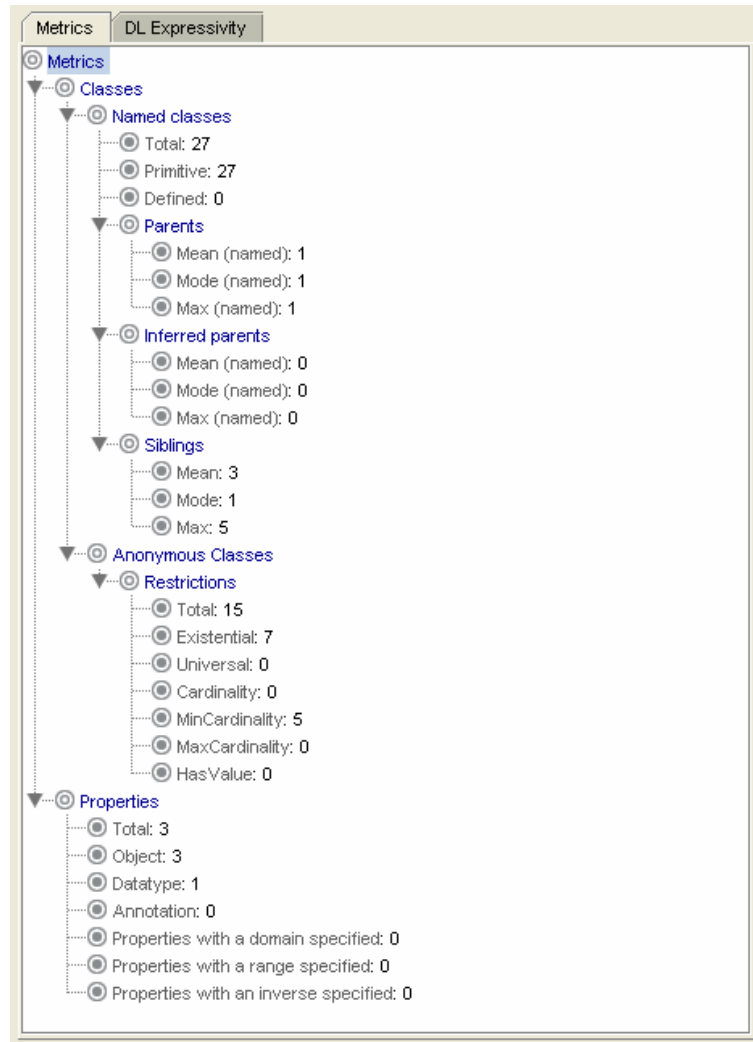 Metrics DL Expressivity
Metrics
Classes
Named classes
Total: 27
Primitive: 27
Defined: 0
Parents
Mean (named): 1
Mode (named): 1
Max (named): 1
Inferred parents
Mean (named): 0
Mode (named): 0
Max (named): 0
Siblings
Mean: 3
Mode: 1
Max: 5
Anonymous Classes
Restrictions
Total: 15
Existential: 7
Universal: 0
Cardinality: 0
MinCardinality: 5
MaxCardinality: 0
HasValue: 0
Properties
Total: 3
Object: 3
Datatype: 1
Annotation: 0
Properties with a domain specified: 0
Properties with a range specified: 0
Properties with an inverse specified: 0